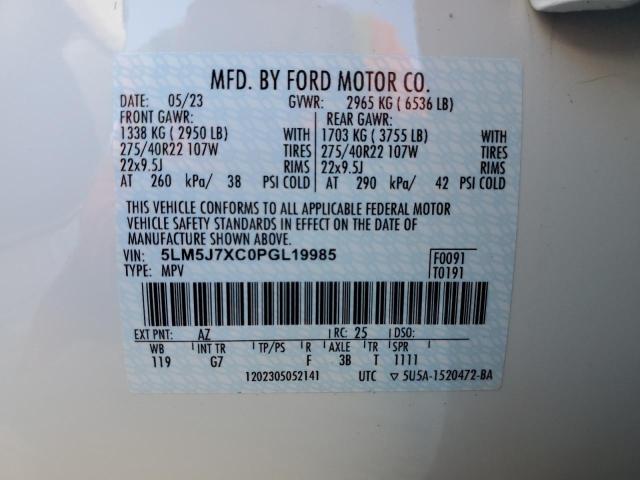 MFD. BY FORD MOTOR CO.
DATE: 05/23 GVWR: 2965 KG ( 6536 LB)
FRONT GAWR: REAR GAWR:
1338 KG ( 2950 LB) WITH 1703 KG ( 3755 LB) WITH
275/40R22 107W TIRES 275/40R22 107W TIRES
22x9.5J RIMS 22x9.5J RIMS
AT 260 kPa/ 38 PSI COLD AT 290 kPa/ 42 PSI COLD
THIS VEHICLE CONFORMS TO ALL APPLICABLE FEDERAL MOTOR
VEHICLE SAFETY STANDARDS IN EFFECT ON THE DATE OF
MANUFACTURE SHOWN ABOVE.
VIN: 5LM5J7XC0PGL19985 F0091
TYPE: MPV T0191
EXT PNT: AZ RC: 25 DSO:
WB INT TR TP/PS R AXLE TR SPR
119 G7 F 3B T 1111
1202305052141 UTC ▽ 5U5A-1520472-BA